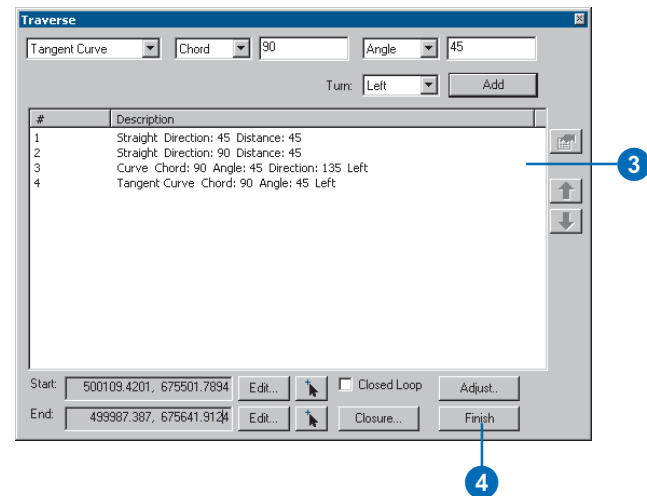 Traverse
Tangent Curve Chord 90 Angle 45
Turn: Left Add
# Description
1 Straight Direction: 45 Distance: 45
2 Straight Direction: 90 Distance: 45
3 Curve Chord: 90 Angle: 45 Direction: 135 Left
4 Tangent Curve Chord: 90 Angle: 45 Left
3
Start: 500109.4201, 675501.7894 Edit... Closed Loop Adjust..
End: 499987.387, 675641.9124 Edit... Closure... Finish
4